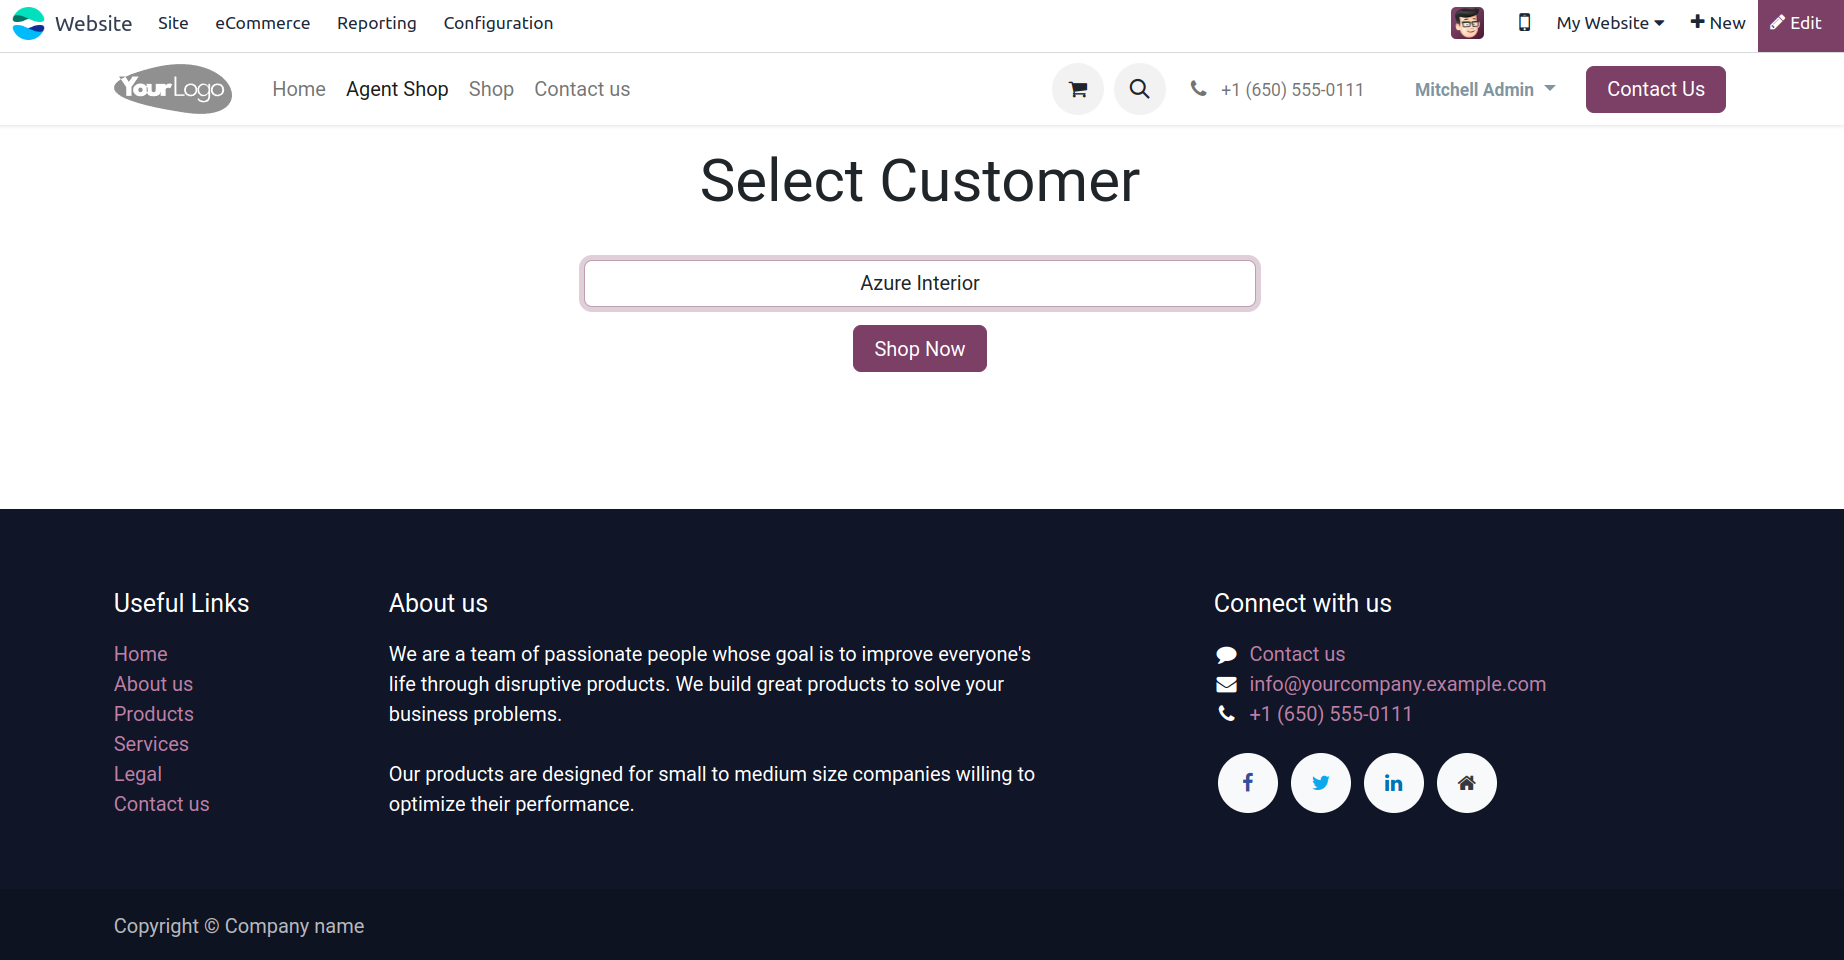 Website Site eCommerce Reporting Configuration My Website New Edit
YourLogo Home Agent Shop Shop Contact us +1 (650) 555-0111 Mitchell Admin Contact Us
Select Customer
Azure Interior
Shop Now
Useful Links
Home
About us
Products
Services
Legal
Contact us
About us
We are a team of passionate people whose goal is to improve everyone's
life through disruptive products. We build great products to solve your
business problems.
Our products are designed for small to medium size companies willing to
optimize their performance.
Connect with us
Contact us
info@yourcompany.example.com
+1 (650) 555-0111
Copyright © Company name